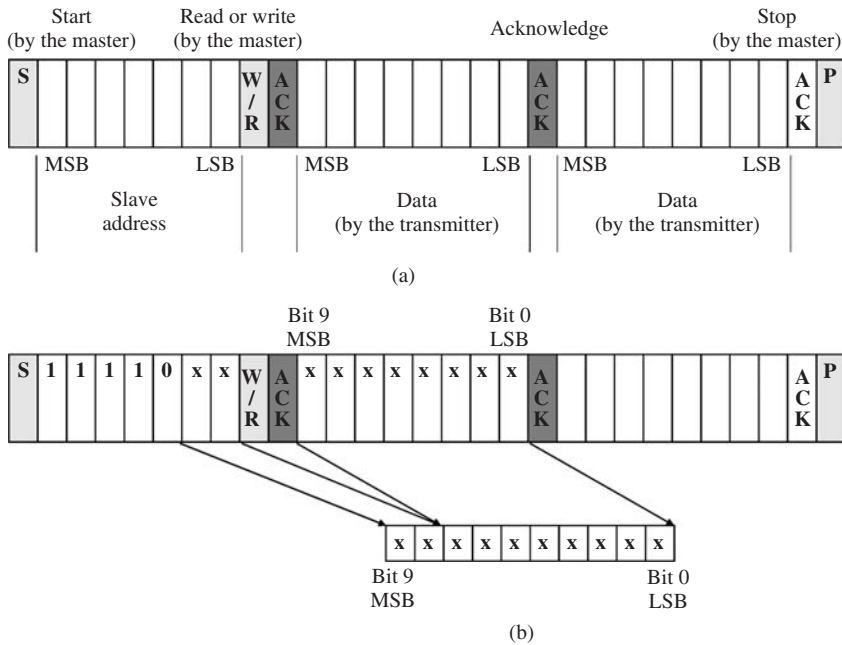 Start
(by the master)
Read or write
(by the master)
Acknowledge
Stop
(by the master)
S
W
/
R
A
C
K
A
C
K
A
C
K
P
MSB
LSB
MSB
LSB
MSB
LSB
Slave
address
Data
(by the transmitter)
Data
(by the transmitter)
(a)
Bit 9
MSB
Bit 0
LSB
S
1 1 1 1 0 x x
W
/
R
A
C
K
x x x x x x x x
A
C
K
A
C
K
P
x x x x x x x x x x
Bit 9
MSB
Bit 0
LSB
(b)